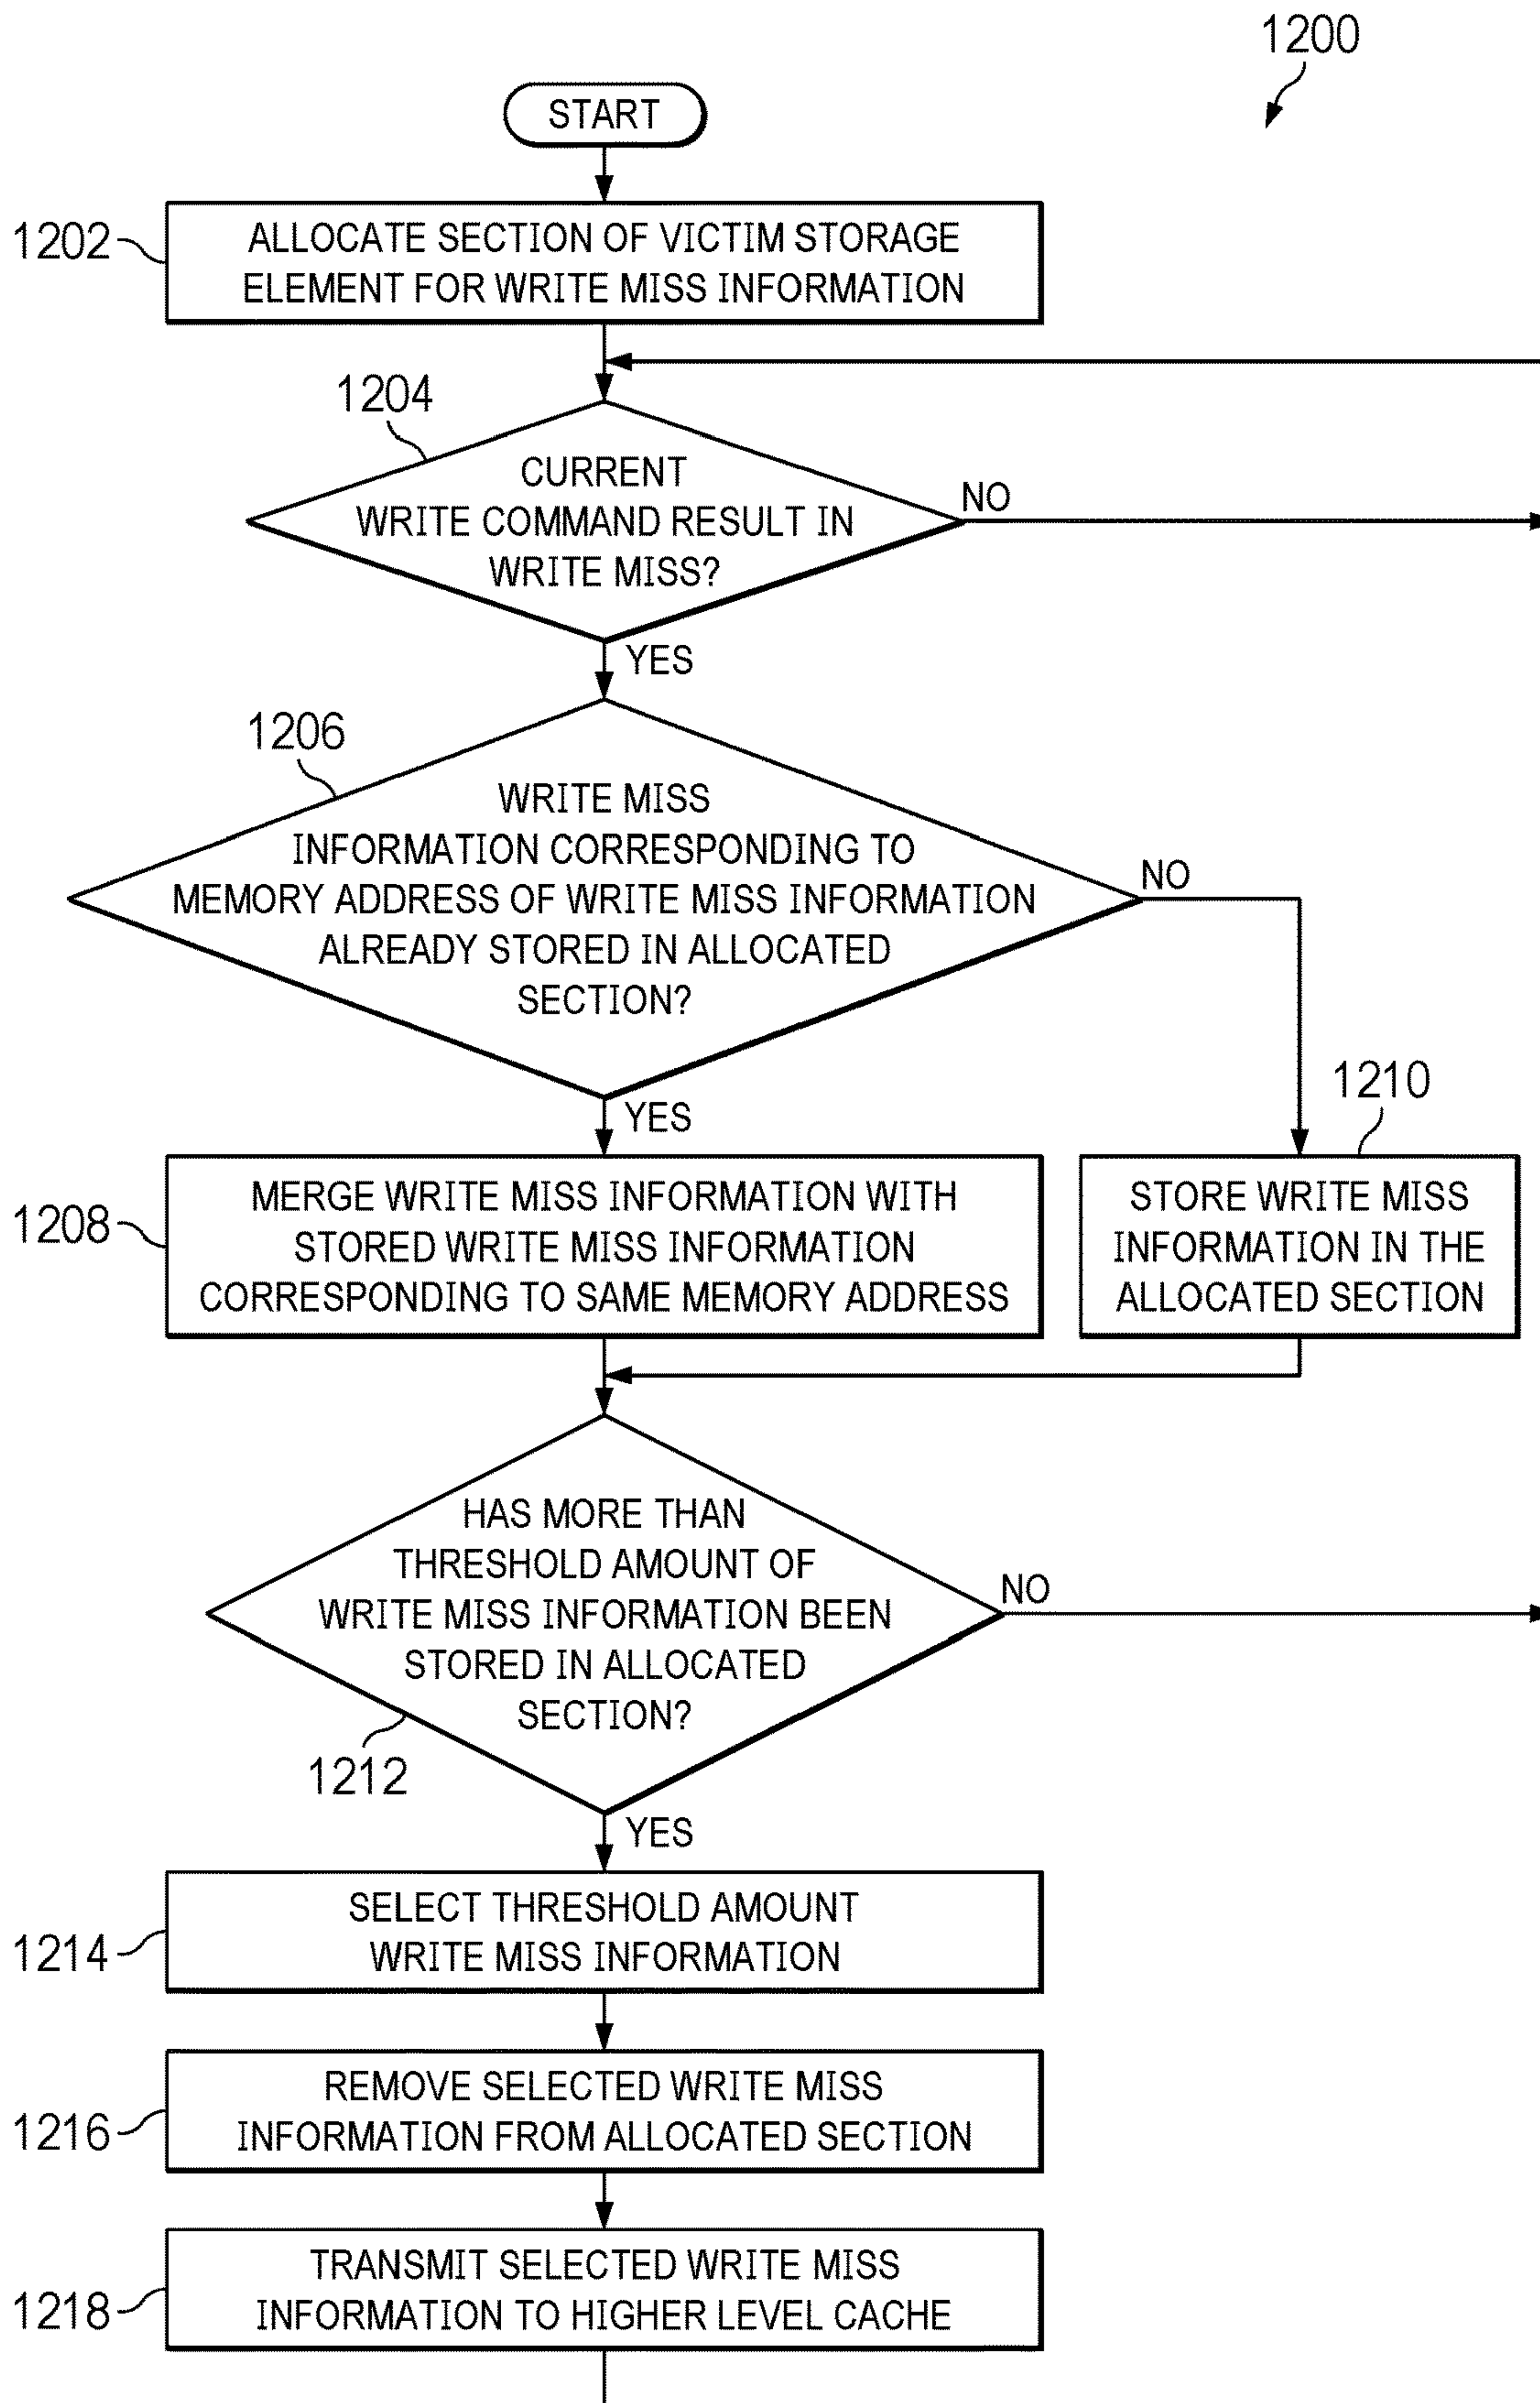 1200
START
1202
ALLOCATE SECTION OF VICTIM STORAGE
ELEMENT FOR WRITE MISS INFORMATION
1204
CURRENT
WRITE COMMAND RESULT IN
WRITE MISS?
NO
YES
1206
WRITE MISS
INFORMATION CORRESPONDING TO
MEMORY ADDRESS OF WRITE MISS INFORMATION
ALREADY STORED IN ALLOCATED
SECTION?
NO
YES
1208
MERGE WRITE MISS INFORMATION WITH
STORED WRITE MISS INFORMATION
CORRESPONDING TO SAME MEMORY ADDRESS
1210
STORE WRITE MISS
INFORMATION IN THE
ALLOCATED SECTION
HAS MORE THAN
THRESHOLD AMOUNT OF
WRITE MISS INFORMATION BEEN
STORED IN ALLOCATED
SECTION?
NO
1212
YES
1214
SELECT THRESHOLD AMOUNT
WRITE MISS INFORMATION
1216
REMOVE SELECTED WRITE MISS
INFORMATION FROM ALLOCATED SECTION
1218
TRANSMIT SELECTED WRITE MISS
INFORMATION TO HIGHER LEVEL CACHE